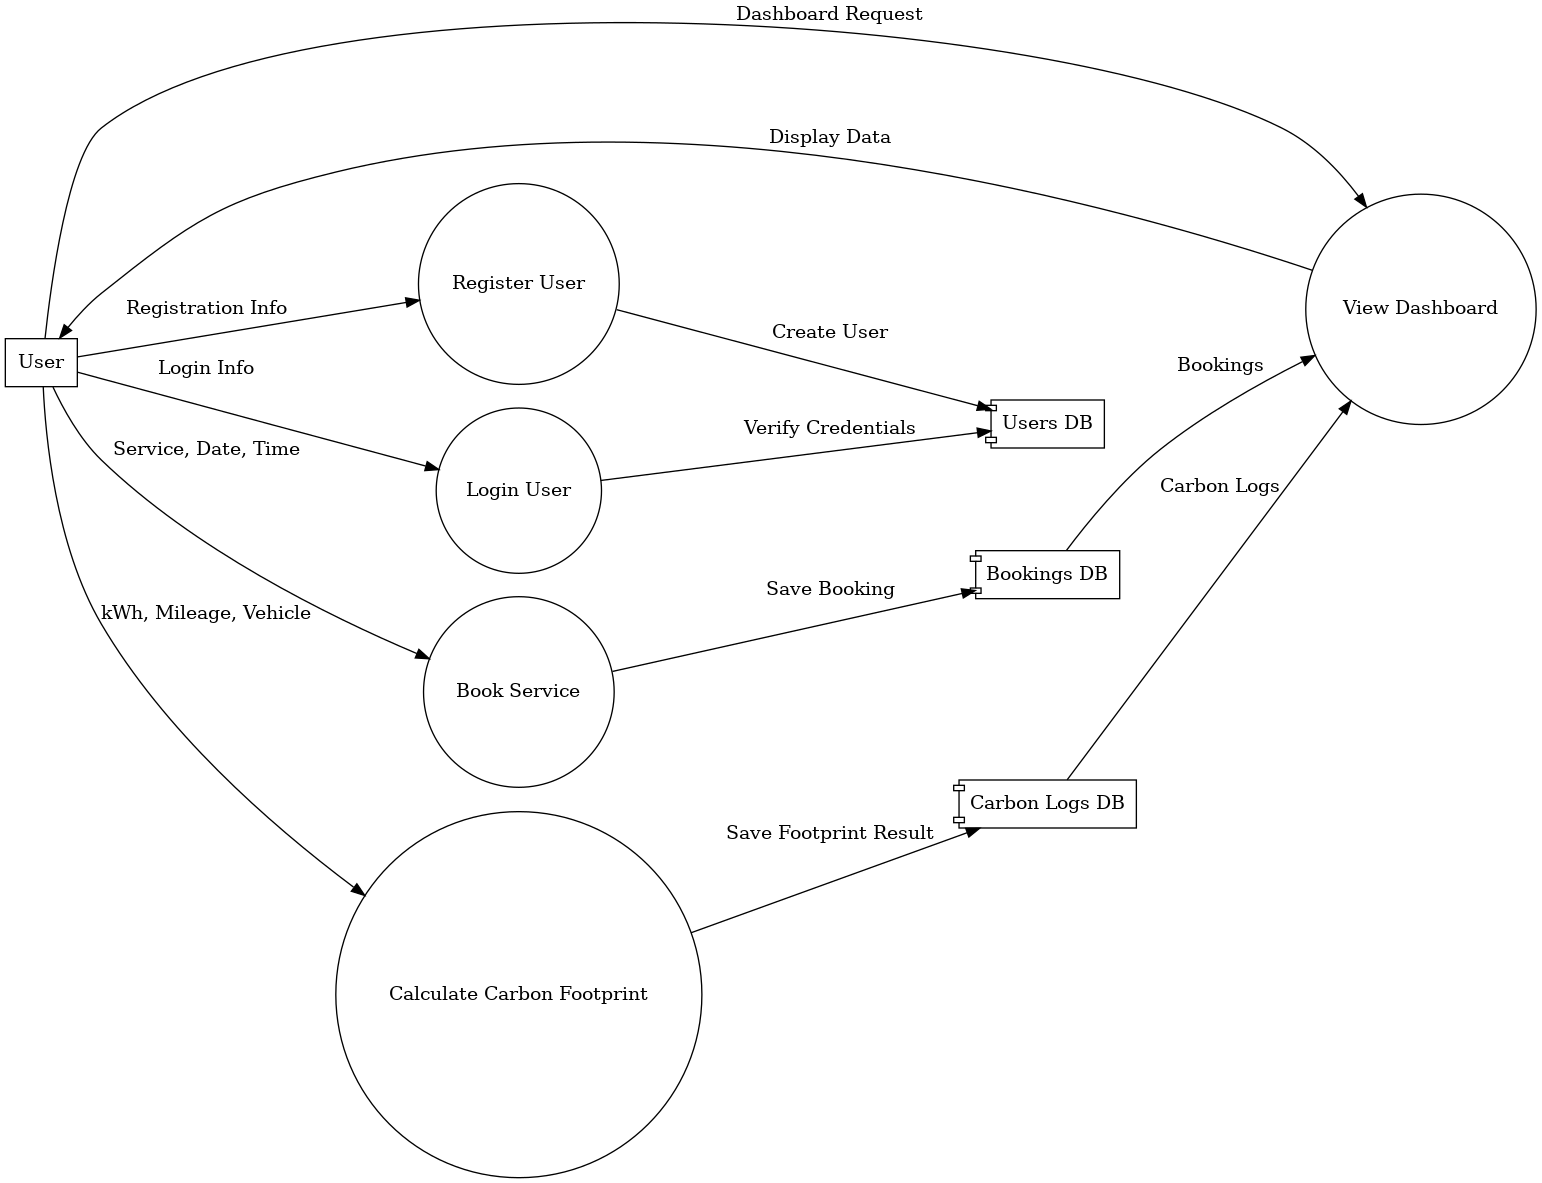 Dashboard Request
Display Data
Register User
Registration Info
View Dashboard
Create User
User
Login Info
Bookings
Users DB
Verify Credentials
Service, Date, Time
Carbon Logs
Login User
Bookings DB
Save Booking
kWh, Mileage, Vehicle
Book Service
Carbon Logs DB
Save Footprint Result
Calculate Carbon Footprint